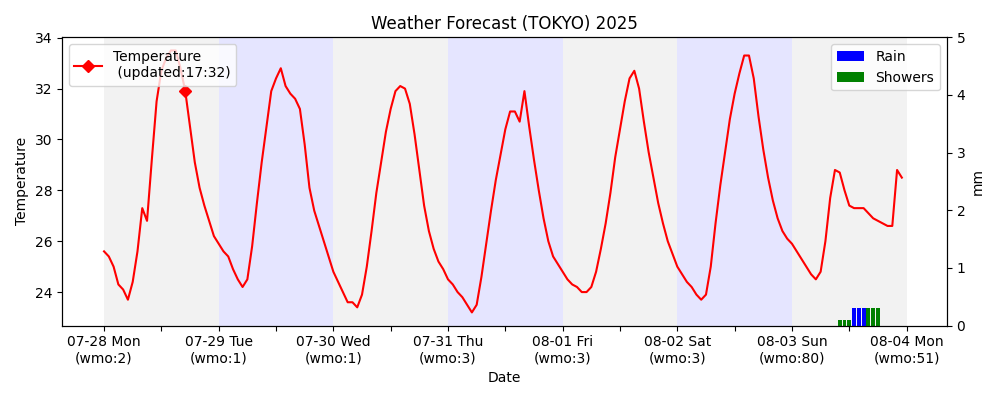 Weather Forecast (TOKYO) 2025
Temperature
(updated:17:32)
Rain
Showers
34
32
30
28
26
24
Temperature
5
4
3
2
1
0
mm
07-28 Mon
(wmo:2)
07-29 Tue
(wmo:1)
07-30 Wed
(wmo:1)
07-31 Thu
(wmo:3)
08-01 Fri
(wmo:3)
08-02 Sat
(wmo:3)
08-03 Sun
(wmo:80)
08-04 Mon
(wmo:51)
Date